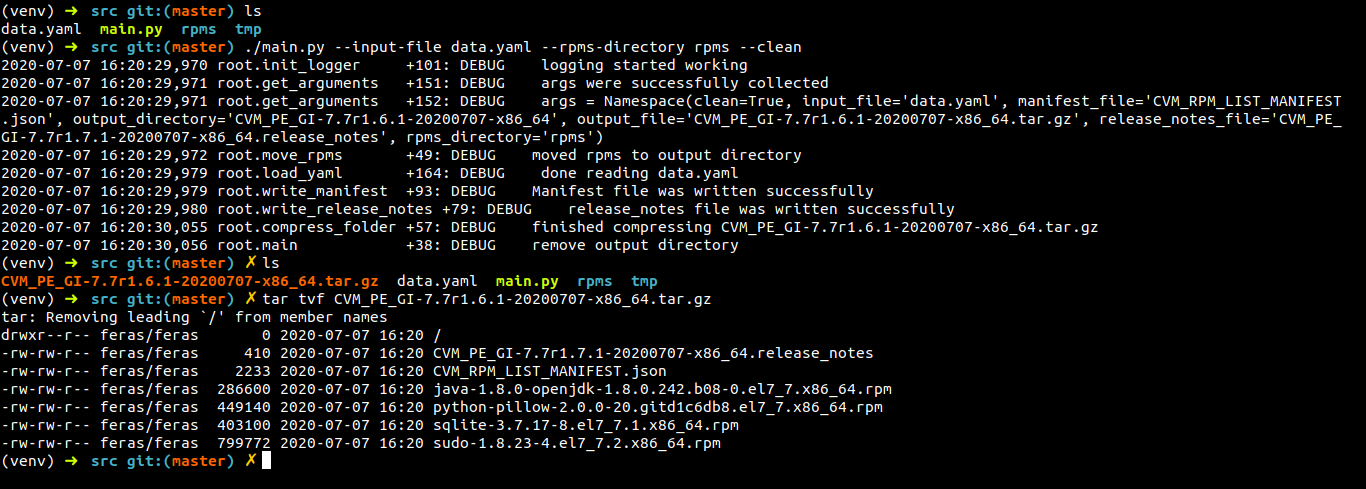 (venv) ➜ src git:(master) ls
data.yaml main.py rpms tmp
(venv) ➜ src git:(master) ./main.py --input-file data.yaml --rpms-directory rpms --clean
2020-07-07 16:20:29,970 root.init_logger +101: DEBUG logging started working
2020-07-07 16:20:29,971 root.get_arguments +151: DEBUG args were successfully collected
2020-07-07 16:20:29,971 root.get_arguments +152: DEBUG args = Namespace(clean=True, input_file='data.yaml', manifest_file='CVM_RPM_LIST_MANIFEST
.json', output_directory='CVM_PE_GI-7.7r1.6.1-20200707-x86_64', output_file='CVM_PE_GI-7.7r1.6.1-20200707-x86_64.tar.gz', release_notes_file='CVM_PE_
GI-7.7r1.7.1-20200707-x86_64.release_notes', rpms_directory='rpms')
2020-07-07 16:20:29,972 root.move_rpms +49: DEBUG moved rpms to output directory
2020-07-07 16:20:29,979 root.load_yaml +164: DEBUG done reading data.yaml
2020-07-07 16:20:29,979 root.write_manifest +93: DEBUG Manifest file was written successfully
2020-07-07 16:20:29,980 root.write_release_notes +79: DEBUG release_notes file was written successfully
2020-07-07 16:20:30,055 root.compress_folder +57: DEBUG finished compressing CVM_PE_GI-7.7r1.6.1-20200707-x86_64.tar.gz
2020-07-07 16:20:30,056 root.main +38: DEBUG remove output directory
(venv) ➜ src git:(master) ✗ ls
CVM_PE_GI-7.7r1.6.1-20200707-x86_64.tar.gz data.yaml main.py rpms tmp
(venv) ➜ src git:(master) ✗ tar tvf CVM_PE_GI-7.7r1.6.1-20200707-x86_64.tar.gz
tar: Removing leading `/' from member names
drwxr--r-- feras/feras 0 2020-07-07 16:20 /
-rw-rw-r-- feras/feras 410 2020-07-07 16:20 CVM_PE_GI-7.7r1.7.1-20200707-x86_64.release_notes
-rw-rw-r-- feras/feras 2233 2020-07-07 16:20 CVM_RPM_LIST_MANIFEST.json
-rw-rw-r-- feras/feras 286600 2020-07-07 16:20 java-1.8.0-openjdk-1.8.0.242.b08-0.el7_7.x86_64.rpm
-rw-rw-r-- feras/feras 449140 2020-07-07 16:20 python-pillow-2.0.0-20.gitd1c6db8.el7_7.x86_64.rpm
-rw-rw-r-- feras/feras 403100 2020-07-07 16:20 sqlite-3.7.17-8.el7_7.1.x86_64.rpm
-rw-rw-r-- feras/feras 799772 2020-07-07 16:20 sudo-1.8.23-4.el7_7.2.x86_64.rpm
(venv) ➜ src git:(master) ✗